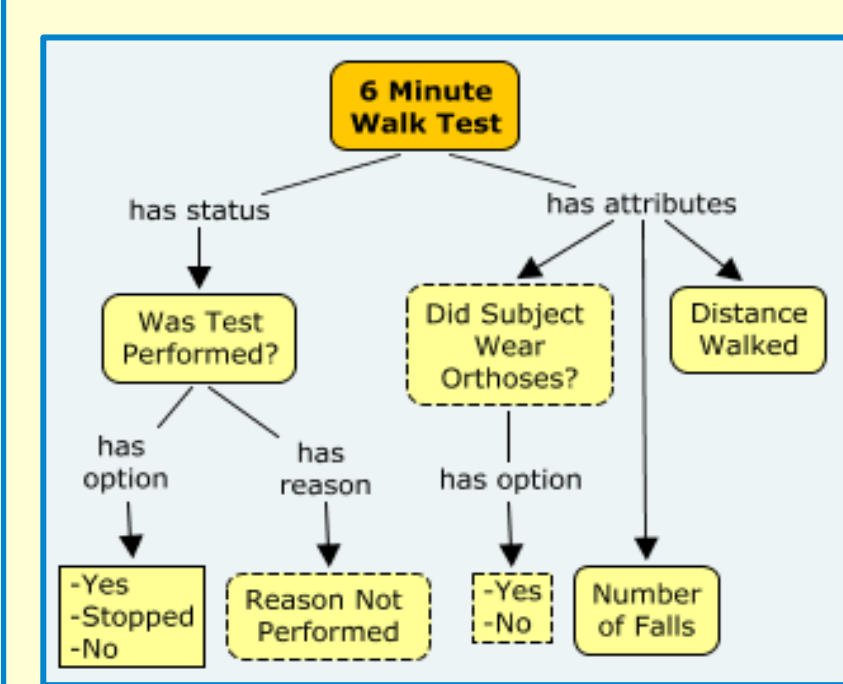 6 Minute
Walk Test
has status
has attributes
Was Test
Performed?
Did Subject
Wear
Orthoses?
Distance
Walked
has
option
has
reason
has option
-Yes
-Stopped
-No
Reason Not
Performed
-Yes
-No
Number
of Falls